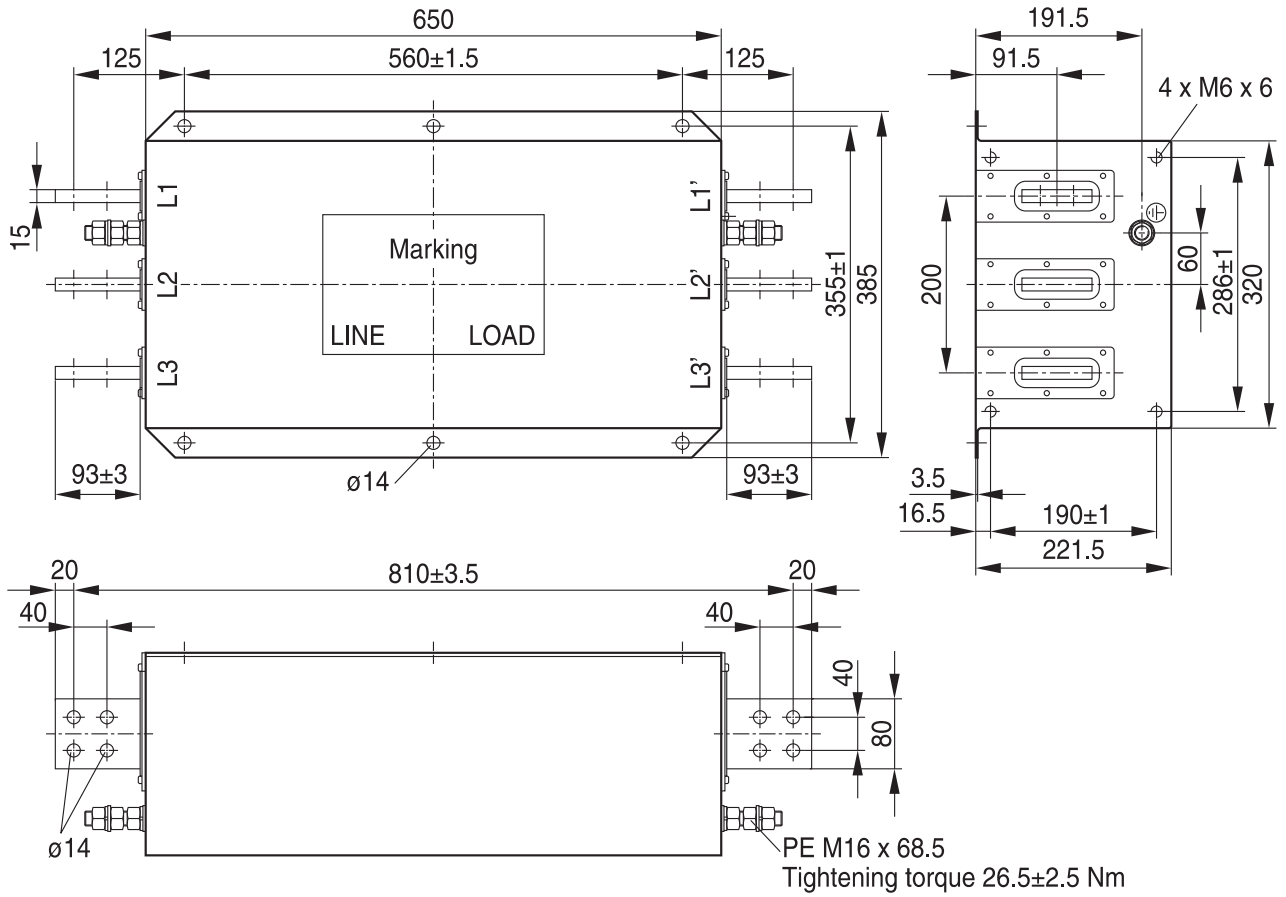 650
125
560±1.5
125
191.5
91.5
4 x M6 x 6
L1
L1’
15
Marking
L2
L2’
LINE
LOAD
L3
L3’
355±1
385
200
60
286±1
320
93±3
ø14
93±3
3.5
16.5
190±1
221.5
20
810±3.5
20
40
40
40
80
ø14
PE M16 x 68.5
Tightening torque 26.5±2.5 Nm